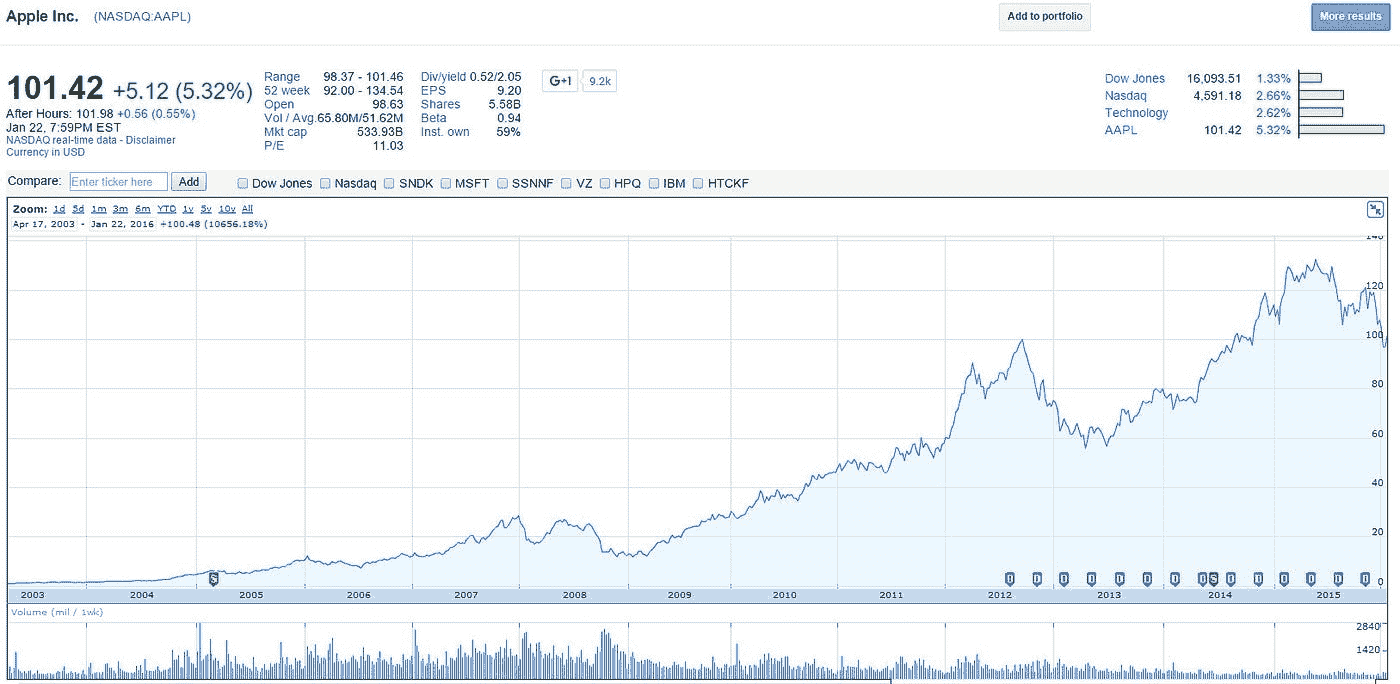 Apple Inc. (NASDAQ:AAPL)
Add to portfolio
More results
101.42 +5.12 (5.32%)
After Hours: 101.98 +0.56 (0.55%)
Jan 22, 7:59PM EST
NASDAQ real-time data - Disclaimer
Currency in USD
Range 98.37 - 101.46
52 week 92.00 - 134.54
Open 98.63
Vol / Avg. 65.80M/51.62M
Mkt cap 533.93B
P/E 11.03
Div/yield 0.52/2.05
EPS 9.20
Shares 5.58B
Beta 0.94
Inst. own 59%
G+1 9.2k
Dow Jones 16,093.51 1.33%
Nasdaq 4,591.18 2.66%
Technology 2.62%
AAPL 101.42 5.32%
Compare: Enter ticker here Add Dow Jones Nasdaq SNDK MSFT SSNNF VZ HPQ IBM HTCKF
Zoom: 1d 5d 1m 3m 6m YTD 1y 5y 10y All
Apr 17, 2003 - Jan 22, 2016 +100.48 (10656.18%)
140
120
100
80
60
40
20
0
S D D D D D D D D S D D D D D D
2003 2004 2005 2006 2007 2008 2009 2010 2011 2012 2013 2014 2015
Volume (mil / 1wk)
2840
1420